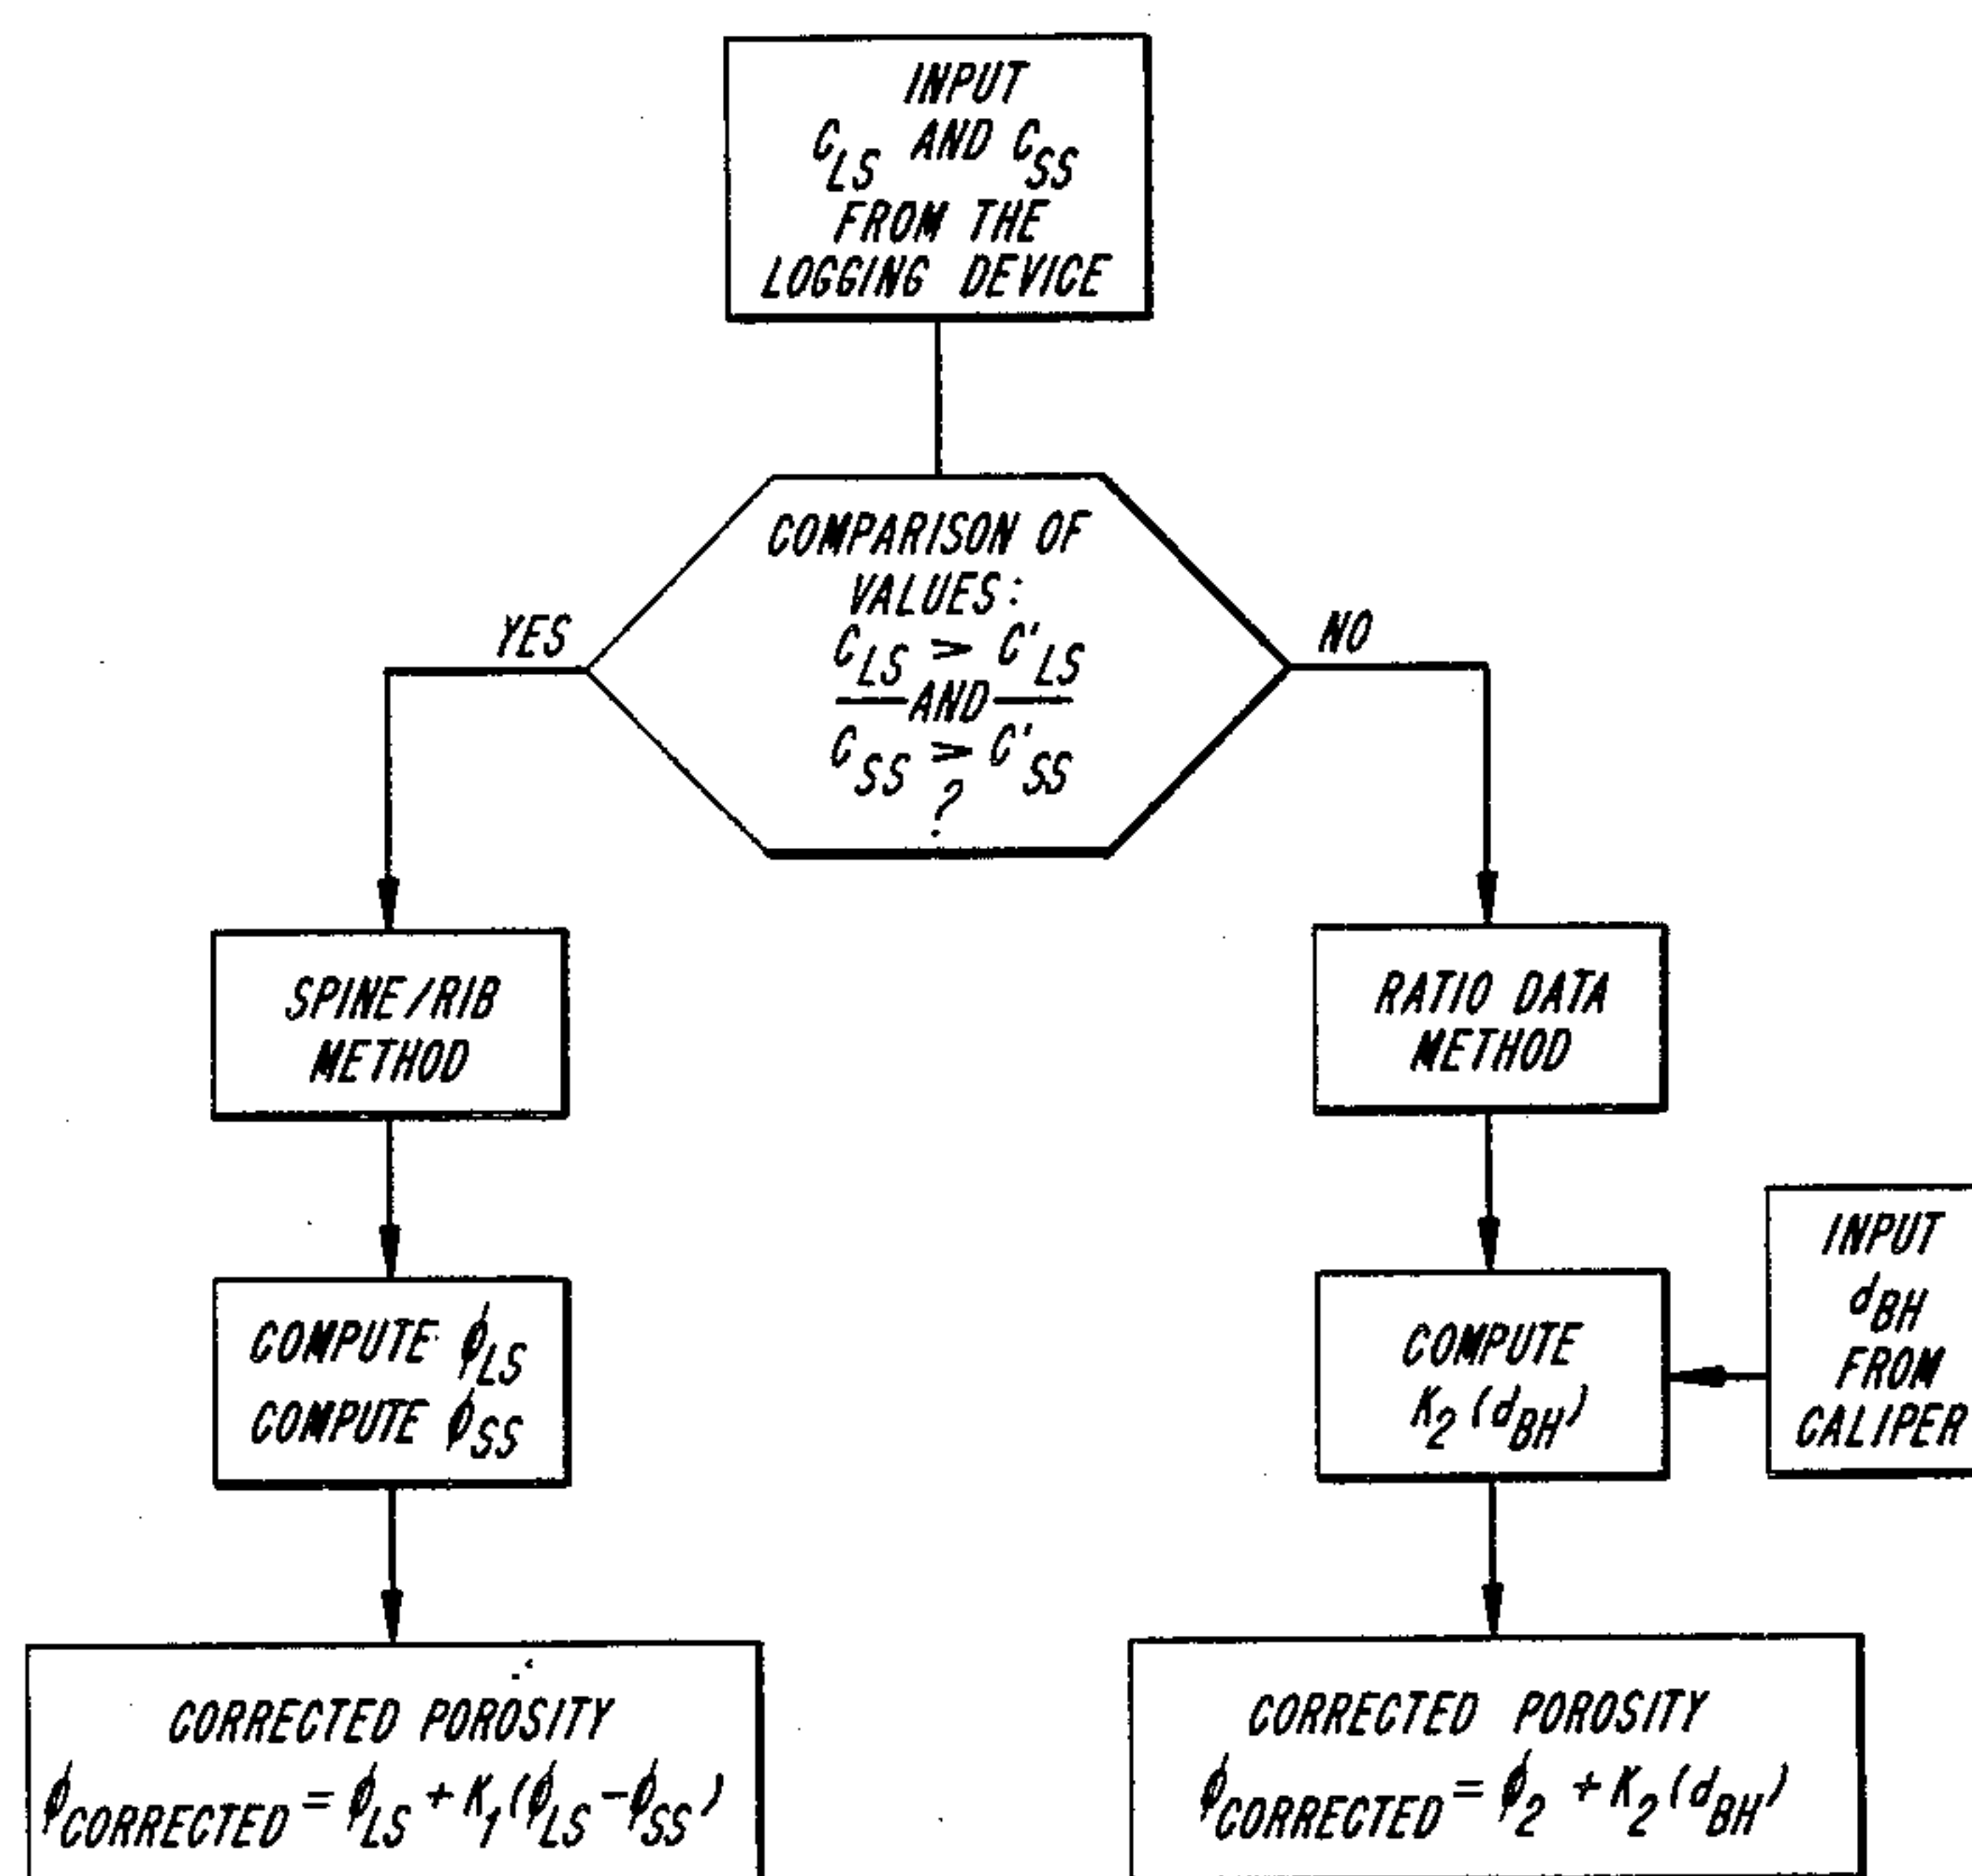 INPUT
C_LS AND C_SS
FROM THE
LOGGING DEVICE
COMPARISON OF
VALUES:
C_LS > C'_LS
AND
C_SS > C'_SS
?
YES
NO
SPINE/RIB
METHOD
RATIO DATA
METHOD
COMPUTE ϕ_LS
COMPUTE ϕ_SS
COMPUTE
K_2 (d_BH)
INPUT
d_BH
FROM
CALIPER
CORRECTED POROSITY
ϕ_CORRECTED = ϕ_LS + K_1 (ϕ_LS - ϕ_SS)
CORRECTED POROSITY
ϕ_CORRECTED = ϕ_2 + K_2 (d_BH)